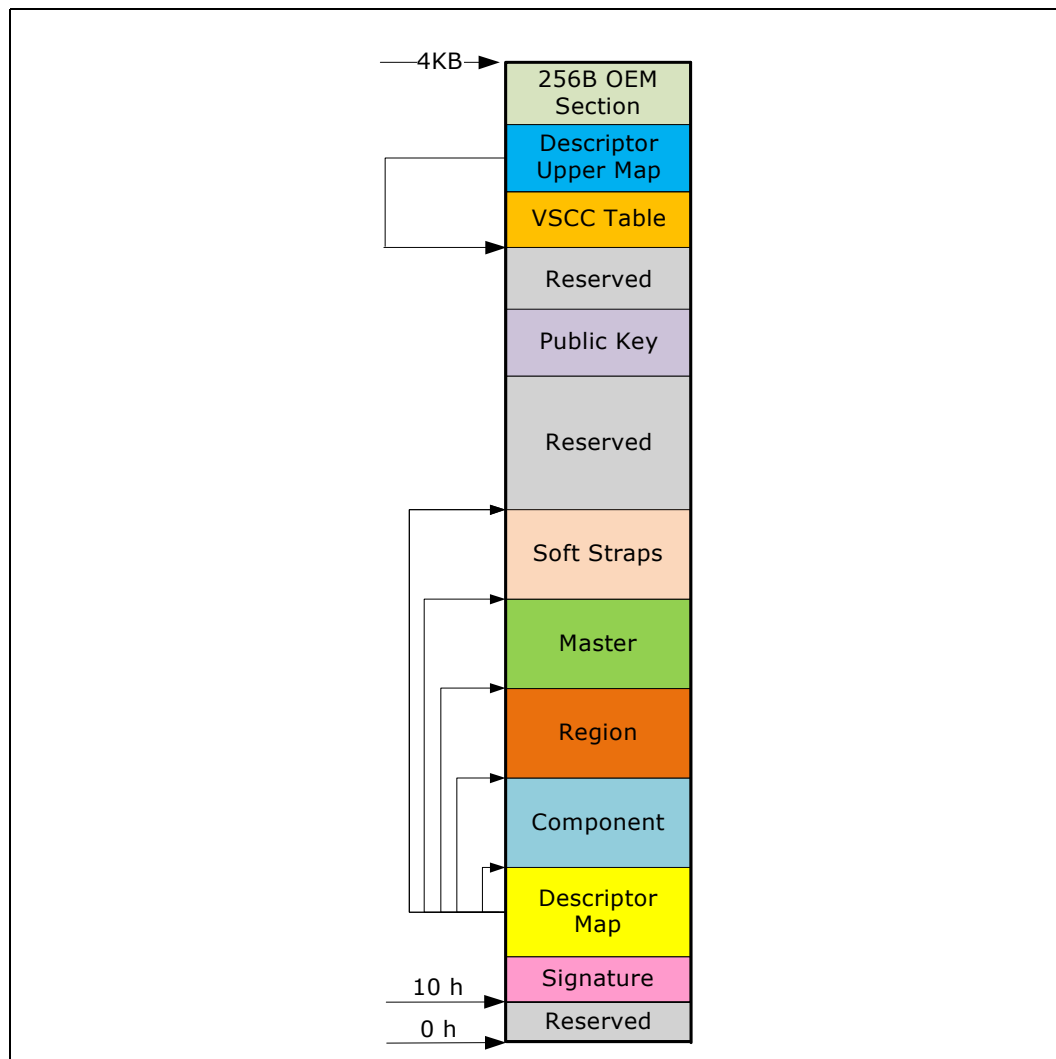 4KB
256B OEM
Section
Descriptor
Upper Map
VSCC Table
Reserved
Public Key
Reserved
Soft Straps
Master
Region
Component
Descriptor
Map
Signature
10 h
Reserved
0 h